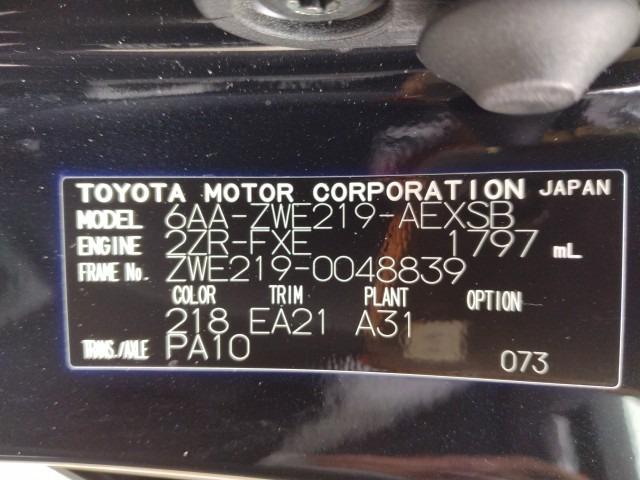 TOYOTA MOTOR CORPORATION JAPAN
MODEL 6AA-ZWE219-AEXSB
ENGINE 2ZR-FXE 1797 mL
FRAME No. ZWE219-0048839
COLOR TRIM PLANT OPTION
218 EA21 A31
TRANS./AXLE PA10
073